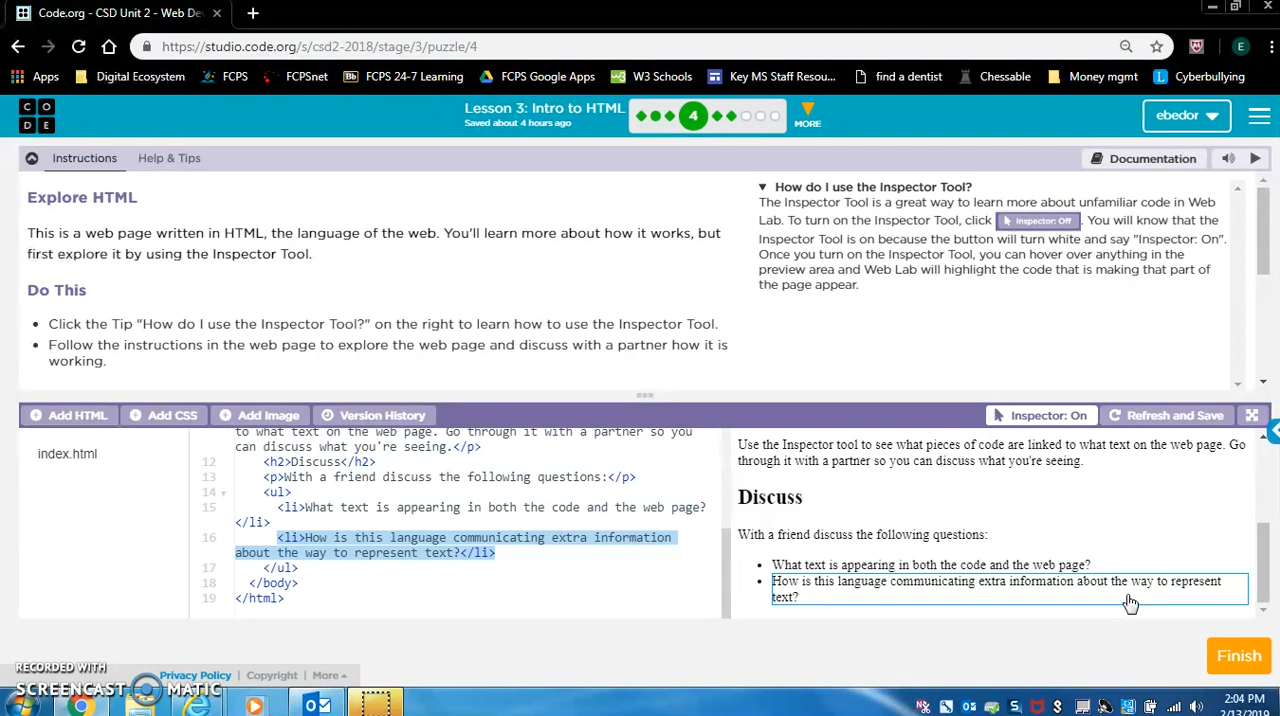 Code.org - CSD Unit 2 - Web De
https://studio.code.org/s/csd2-2018/stage/3/puzzle/4
E
Apps Digital Ecosystem FCPS FCPSnet Bb FCPS 24-7 Learning FCPS Google Apps W3 Schools Key MS Staff Resou... find a dentist Chessable Money mgmt L Cyberbullying
C O
D E
Lesson 3: Intro to HTML
Saved about 4 hours ago
4
MORE
ebedor
Instructions Help & Tips Documentation
Explore HTML
This is a web page written in HTML, the language of the web. You'll learn more about how it works, but
first explore it by using the Inspector Tool.
Do This
• Click the Tip "How do I use the Inspector Tool?" on the right to learn how to use the Inspector Tool.
• Follow the instructions in the web page to explore the web page and discuss with a partner how it is
working.
▼ How do I use the Inspector Tool?
The Inspector Tool is a great way to learn more about unfamiliar code in Web
Lab. To turn on the Inspector Tool, click Inspector: Off . You will know that the
Inspector Tool is on because the button will turn white and say "Inspector: On".
Once you turn on the Inspector Tool, you can hover over anything in the
preview area and Web Lab will highlight the code that is making that part of
the page appear.
Add HTML Add CSS Add Image Version History Inspector: On Refresh and Save
index.html
to what text on the web page. Go through it with a partner so you
can discuss what you're seeing.</p>
12 <h2>Discuss</h2>
13 <p>With a friend discuss the following questions:</p>
14 <ul>
15 <li>What text is appearing in both the code and the web page?
</li>
16 <li>How is this language communicating extra information
about the way to represent text?</li>
17 </ul>
18 </body>
19 </html>
Use the Inspector tool to see what pieces of code are linked to what text on the web page. Go
through it with a partner so you can discuss what you're seeing.
Discuss
With a friend discuss the following questions:
• What text is appearing in both the code and the web page?
• How is this language communicating extra information about the way to represent
text?
Finish
Privacy Policy | Copyright | More
RECORDED WITH
SCREENCAST MATIC
2:04 PM
2/13/2019